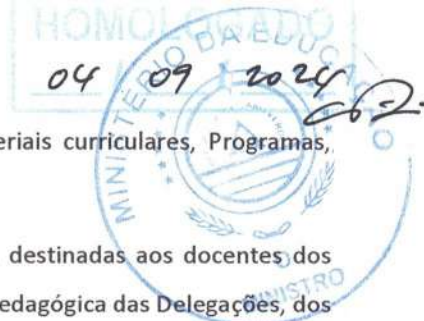 HOMOLOGADO
04 09 2024
MINISTÉRIO DA EDUCAÇÃO
O MINISTRO
eriais curriculares, Programas,
destinadas aos docentes dos
edagógica das Delegações, dos